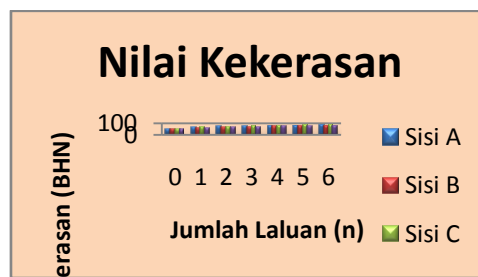 Nilai Kekerasan
100
0
erasan (BHN)
0 1 2 3 4 5 6
Jumlah Laluan (n)
Sisi A
Sisi B
Sisi C